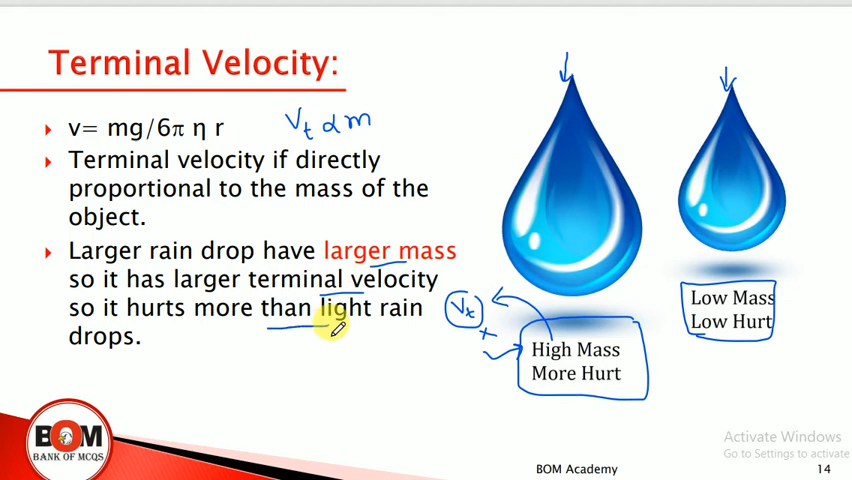 Terminal Velocity:
v= mg/6π η r
Vt α m
Terminal velocity if directly
proportional to the mass of the
object.
Larger rain drop have larger mass
so it has larger terminal velocity
so it hurts more than light rain
drops.
Low Mass
Low Hurt
Vt
+
High Mass
More Hurt
BOM
BANK OF MCQS
Activate Windows
Go to Settings to activate
BOM Academy
14